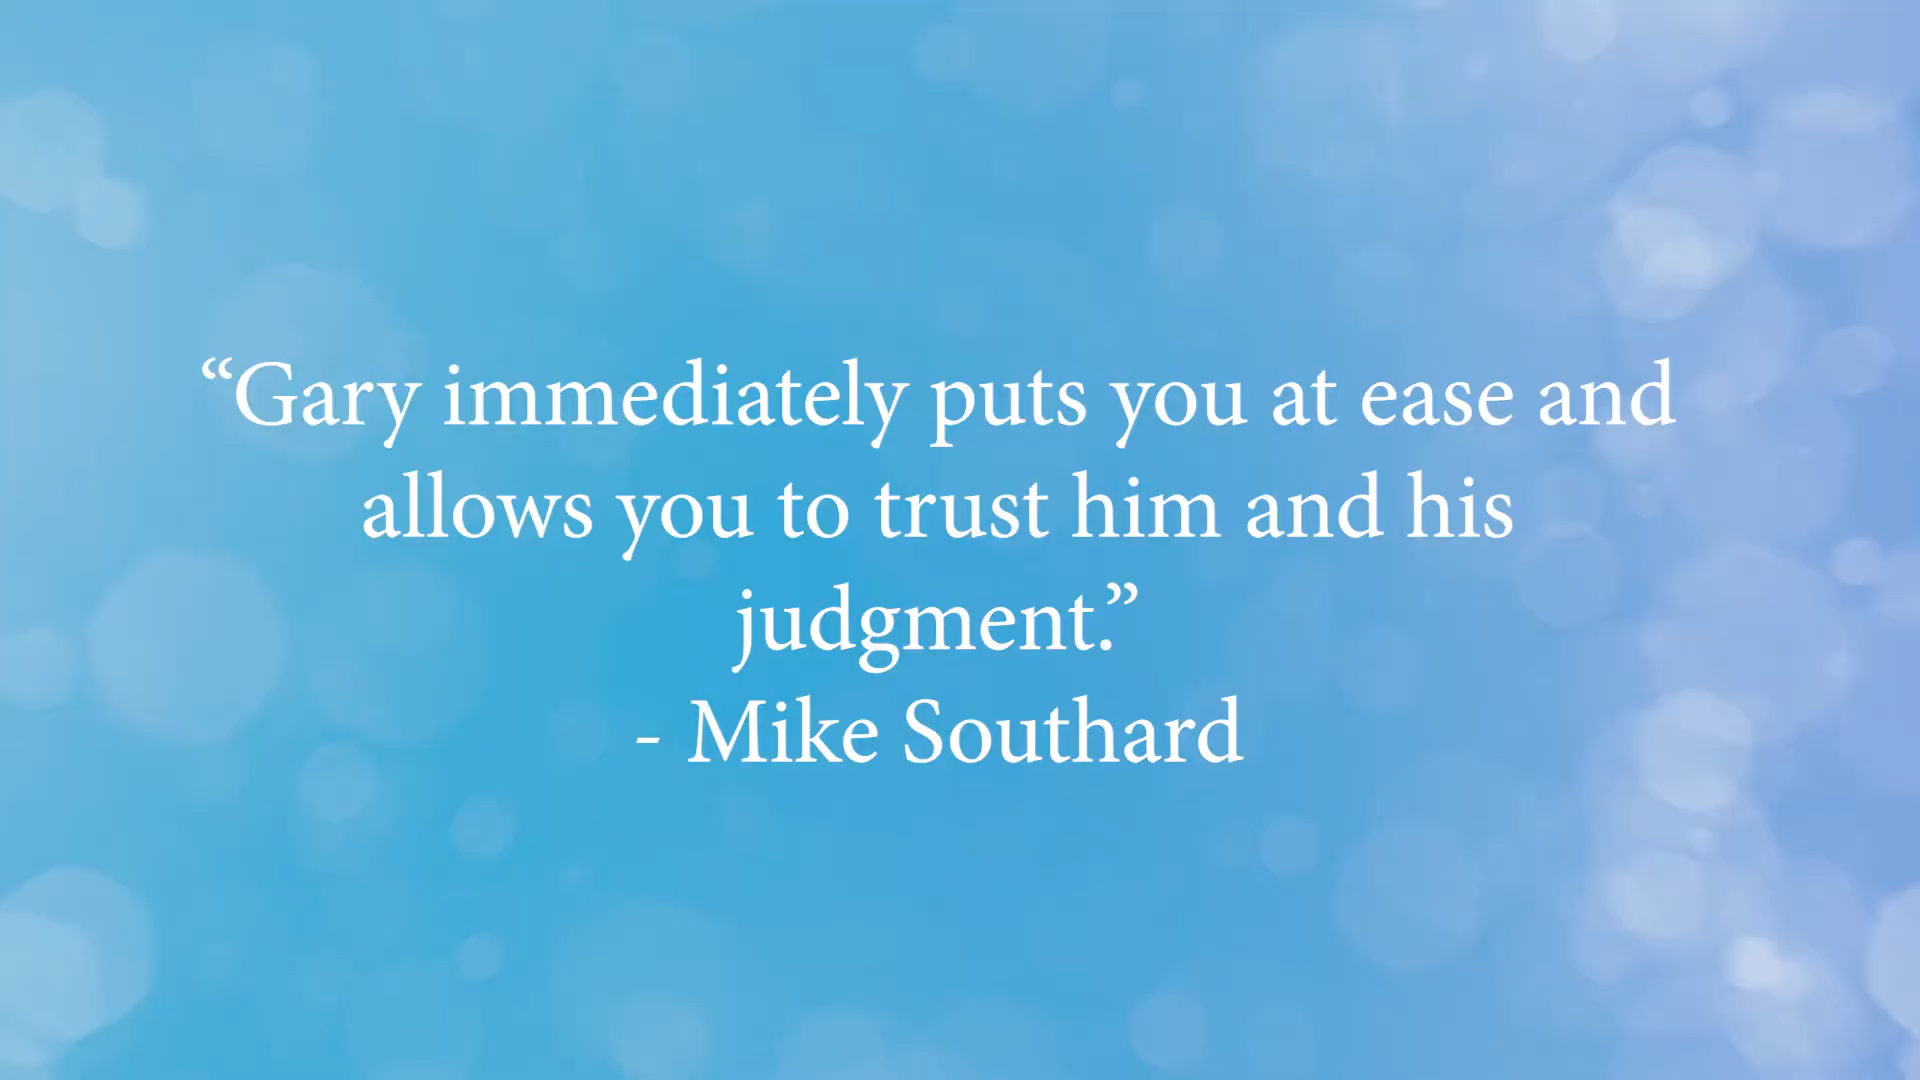 “Gary immediately puts you at ease and
allows you to trust him and his
judgment.”
- Mike Southard